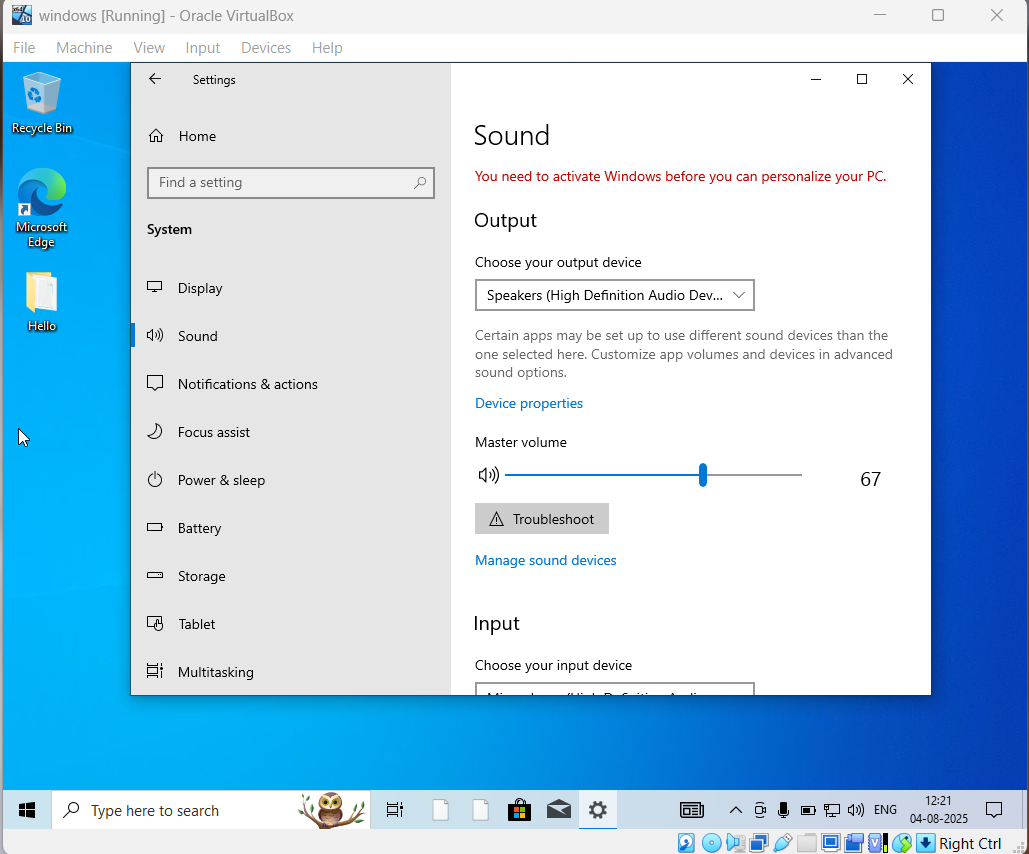 windows [Running] - Oracle VirtualBox
File Machine View Input Devices Help
Recycle Bin
Microsoft
Edge
Hello
Settings
Home
Find a setting
System
Display
Sound
Notifications & actions
Focus assist
Power & sleep
Battery
Storage
Tablet
Multitasking
Sound
You need to activate Windows before you can personalize your PC.
Output
Choose your output device
Speakers (High Definition Audio Dev...
Certain apps may be set up to use different sound devices than the
one selected here. Customize app volumes and devices in advanced
sound options.
Device properties
Master volume
67
Troubleshoot
Manage sound devices
Input
Choose your input device
Type here to search
ENG
12:21
04-08-2025
Right Ctrl